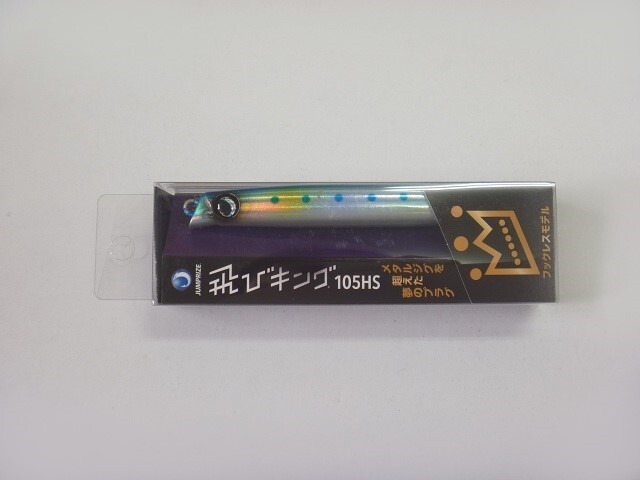 JUMPRIZE
飛びキング 105HS
メタルジグを
超えた
夢のプラグ
フックレスモデル